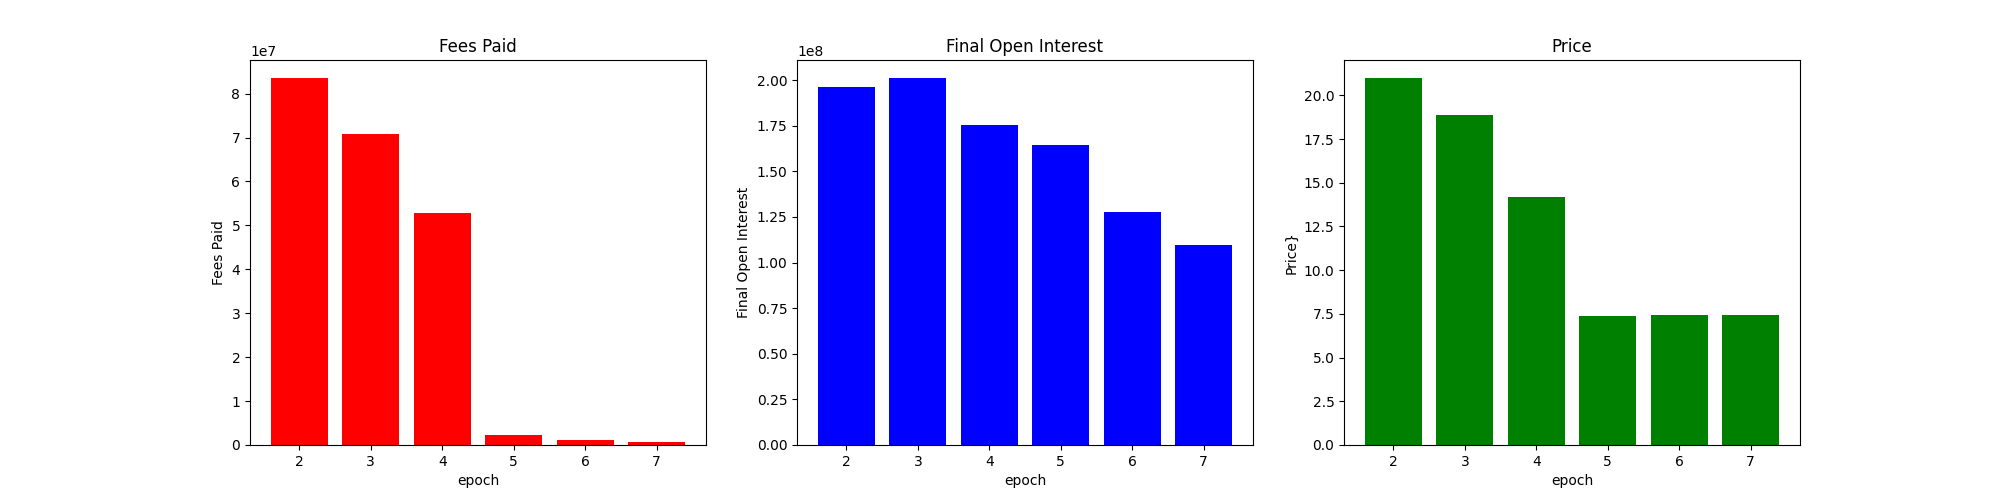 Fees Paid
1e7
8
7
6
5
4
3
2
1
0
Fees Paid
2 3 4 5 6 7
epoch
Final Open Interest
1e8
2.00
1.75
1.50
1.25
1.00
0.75
0.50
0.25
0.00
Final Open Interest
2 3 4 5 6 7
epoch
Price
20.0
17.5
15.0
12.5
10.0
7.5
5.0
2.5
0.0
Price}
2 3 4 5 6 7
epoch